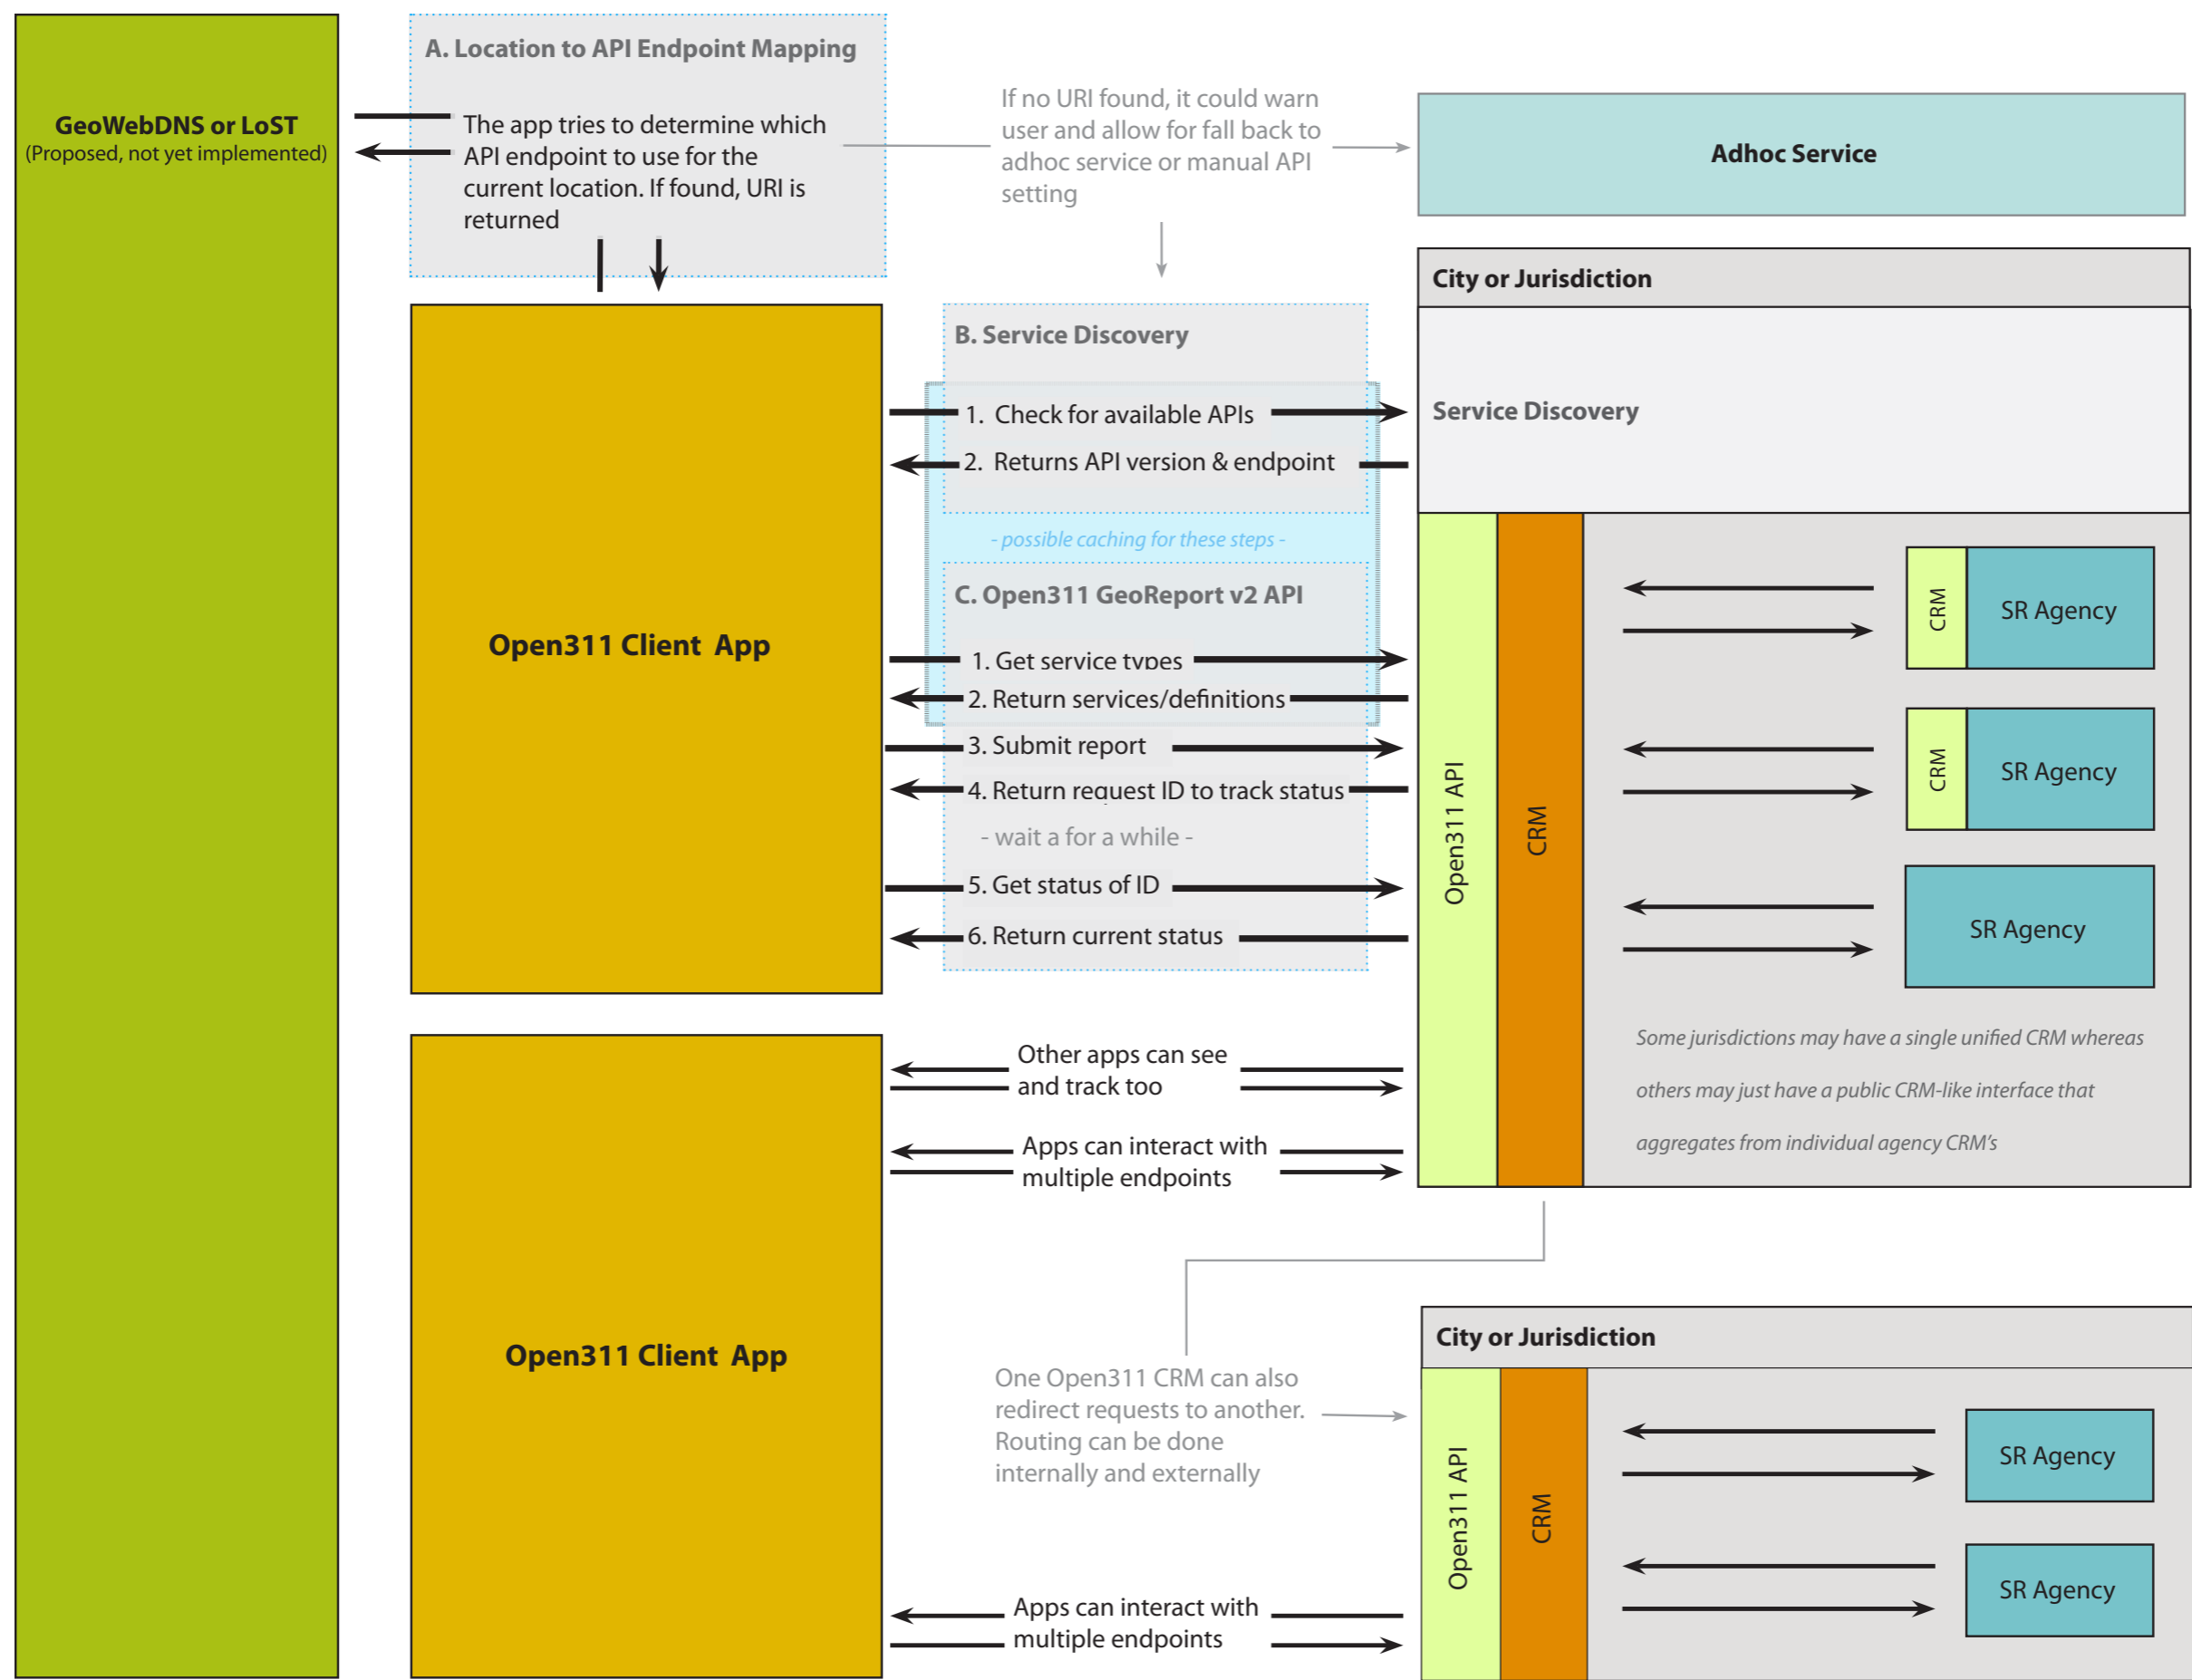 GeoWebDNS or LoST
(Proposed, not yet implemented)
A. Location to API Endpoint Mapping
The app tries to determine which
API endpoint to use for the
current location. If found, URI is
returned
If no URI found, it could warn
user and allow for fall back to
adhoc service or manual API
setting
Adhoc Service
Open311 Client App
B. Service Discovery
1. Check for available APIs
2. Returns API version & endpoint
- possible caching for these steps -
C. Open311 GeoReport v2 API
1. Get service types
2. Return services/definitions
3. Submit report
4. Return request ID to track status
- wait a for a while -
5. Get status of ID
6. Return current status
City or Jurisdiction
Service Discovery
Open311 API
CRM
CRM
SR Agency
CRM
SR Agency
SR Agency
Some jurisdictions may have a single unified CRM whereas
others may just have a public CRM-like interface that
aggregates from individual agency CRM's
Open311 Client App
Other apps can see
and track too
Apps can interact with
multiple endpoints
One Open311 CRM can also
redirect requests to another.
Routing can be done
internally and externally
Apps can interact with
multiple endpoints
City or Jurisdiction
Open311 API
CRM
SR Agency
SR Agency